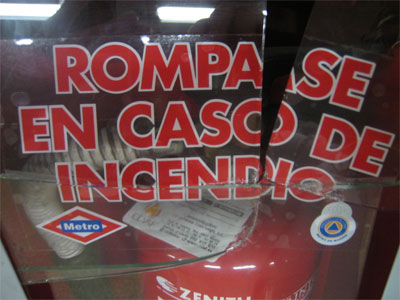 ROMPASE
EN CASO DE
INCENDIO
Metro
ZENITH